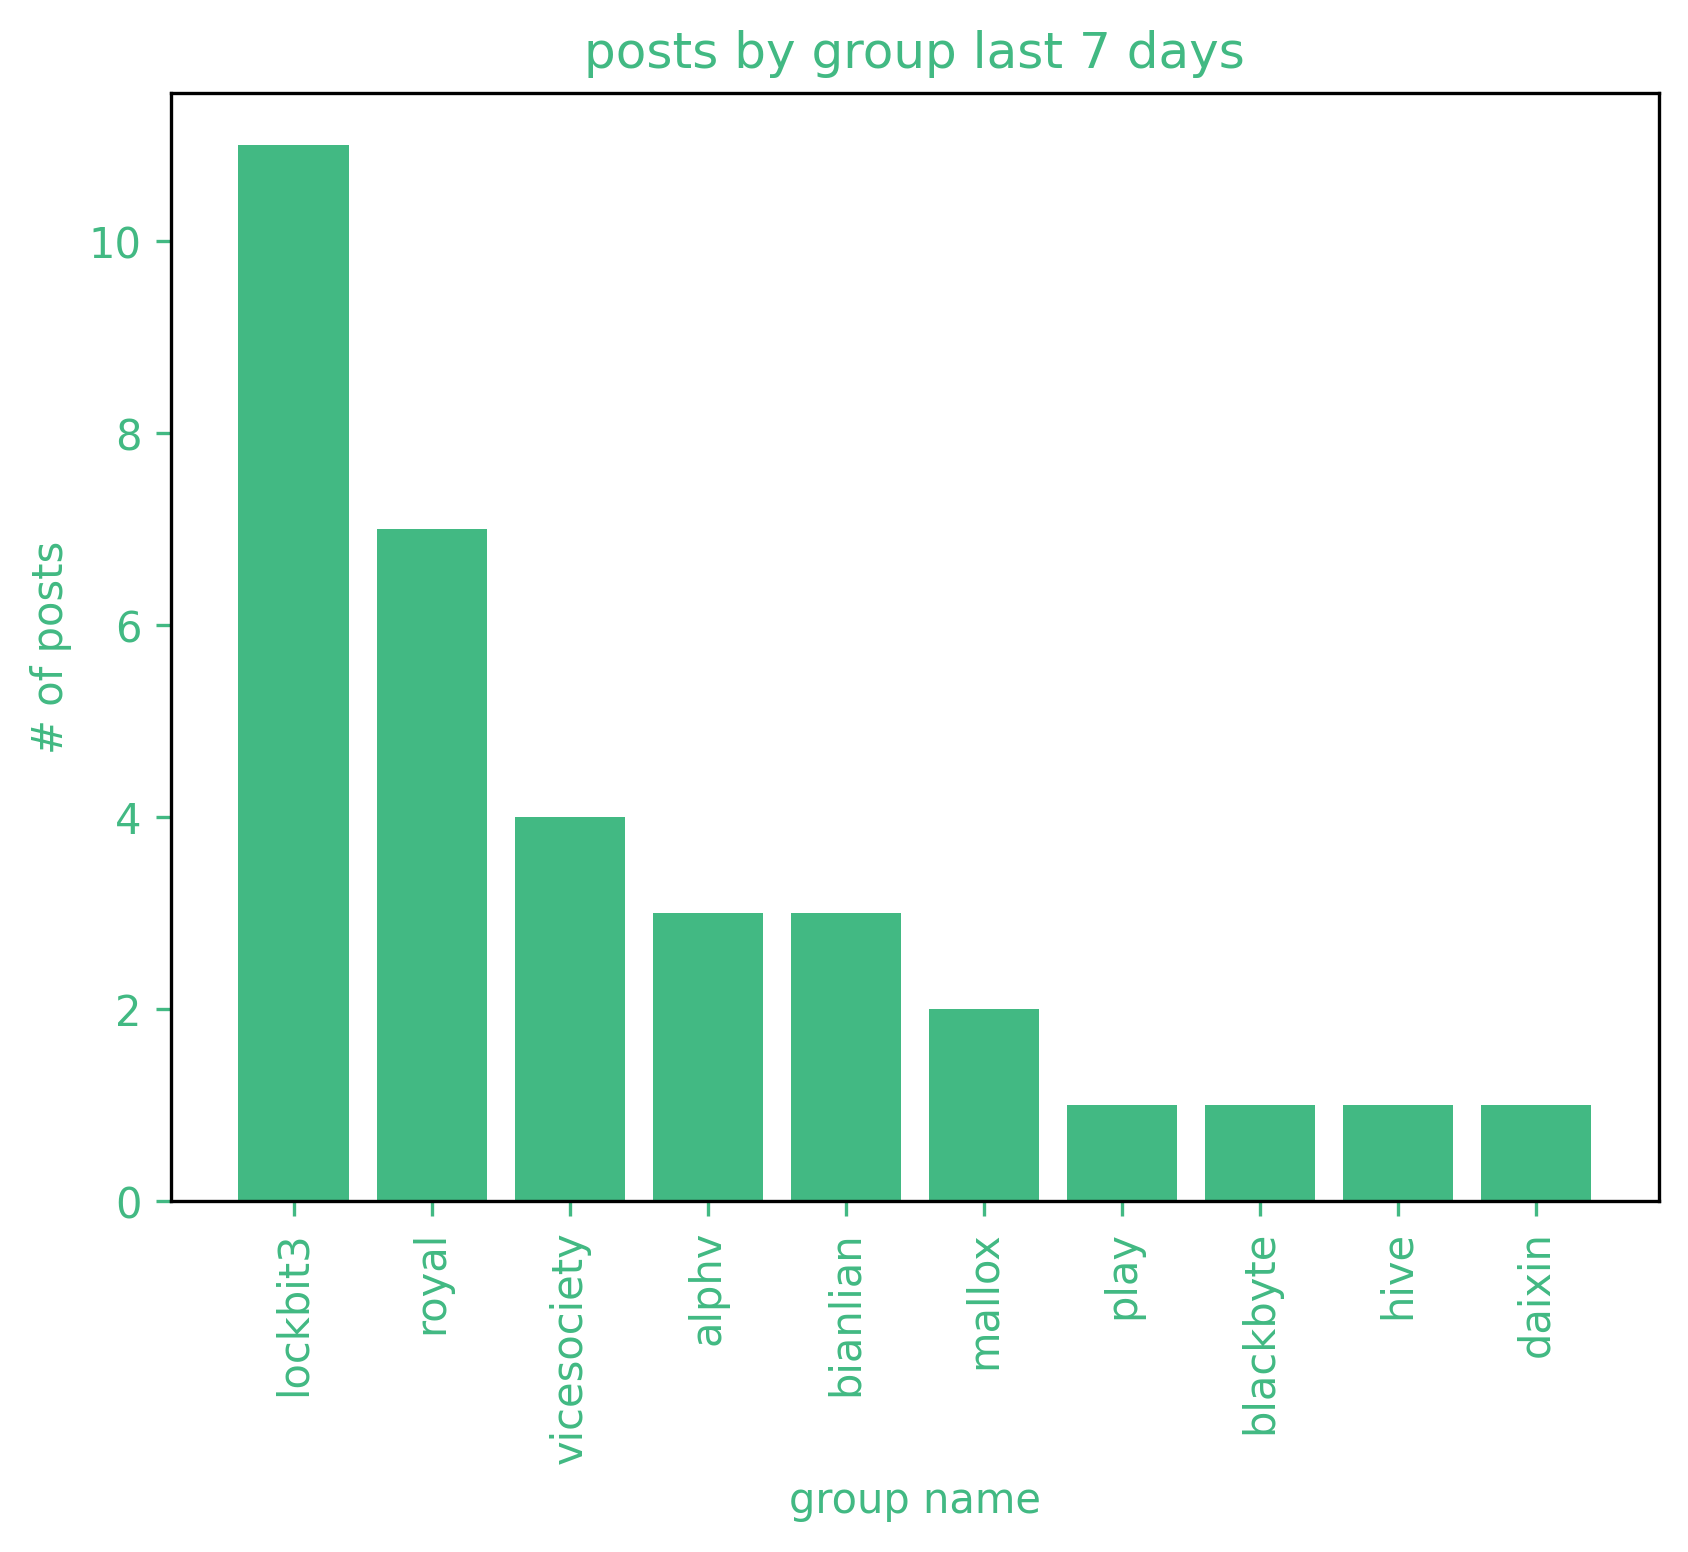 posts by group last 7 days
# of posts
10
8
6
4
2
0
lockbit3
royal
vicesociety
alphv
bianlian
mallox
play
blackbyte
hive
daixin
group name